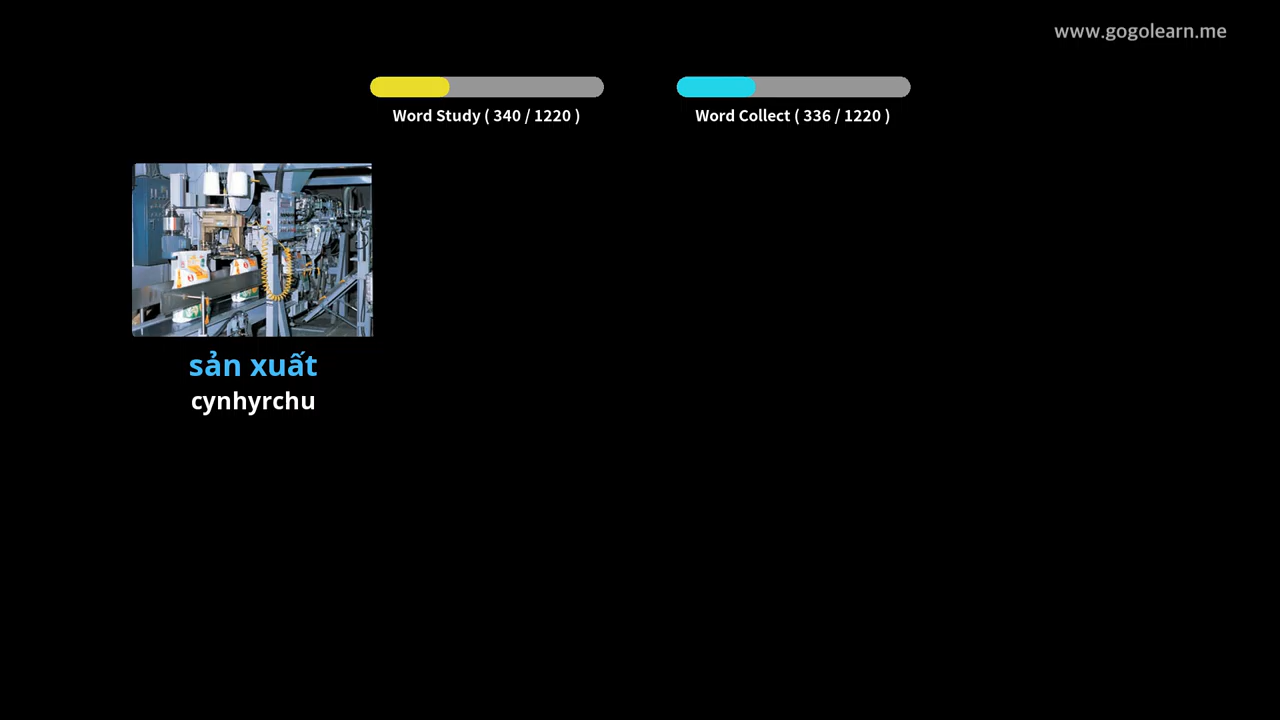 www.gogolearn.me
Word Study ( 340 / 1220 )
Word Collect ( 336 / 1220 )
sản xuất
cynhyrchu